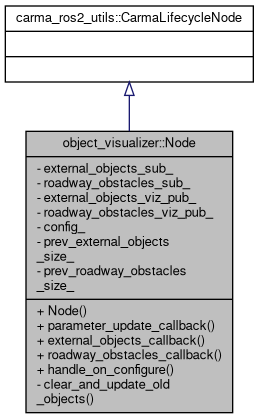 carma_ros2_utils::CarmaLifecycleNode
object_visualizer::Node
- external_objects_sub_
- roadway_obstacles_sub_
- external_objects_viz_pub_
- roadway_obstacles_viz_pub_
- config_
- prev_external_objects
_size_
- prev_roadway_obstacles
_size_
+ Node()
+ parameter_update_callback()
+ external_objects_callback()
+ roadway_obstacles_callback()
+ handle_on_configure()
- clear_and_update_old
_objects()